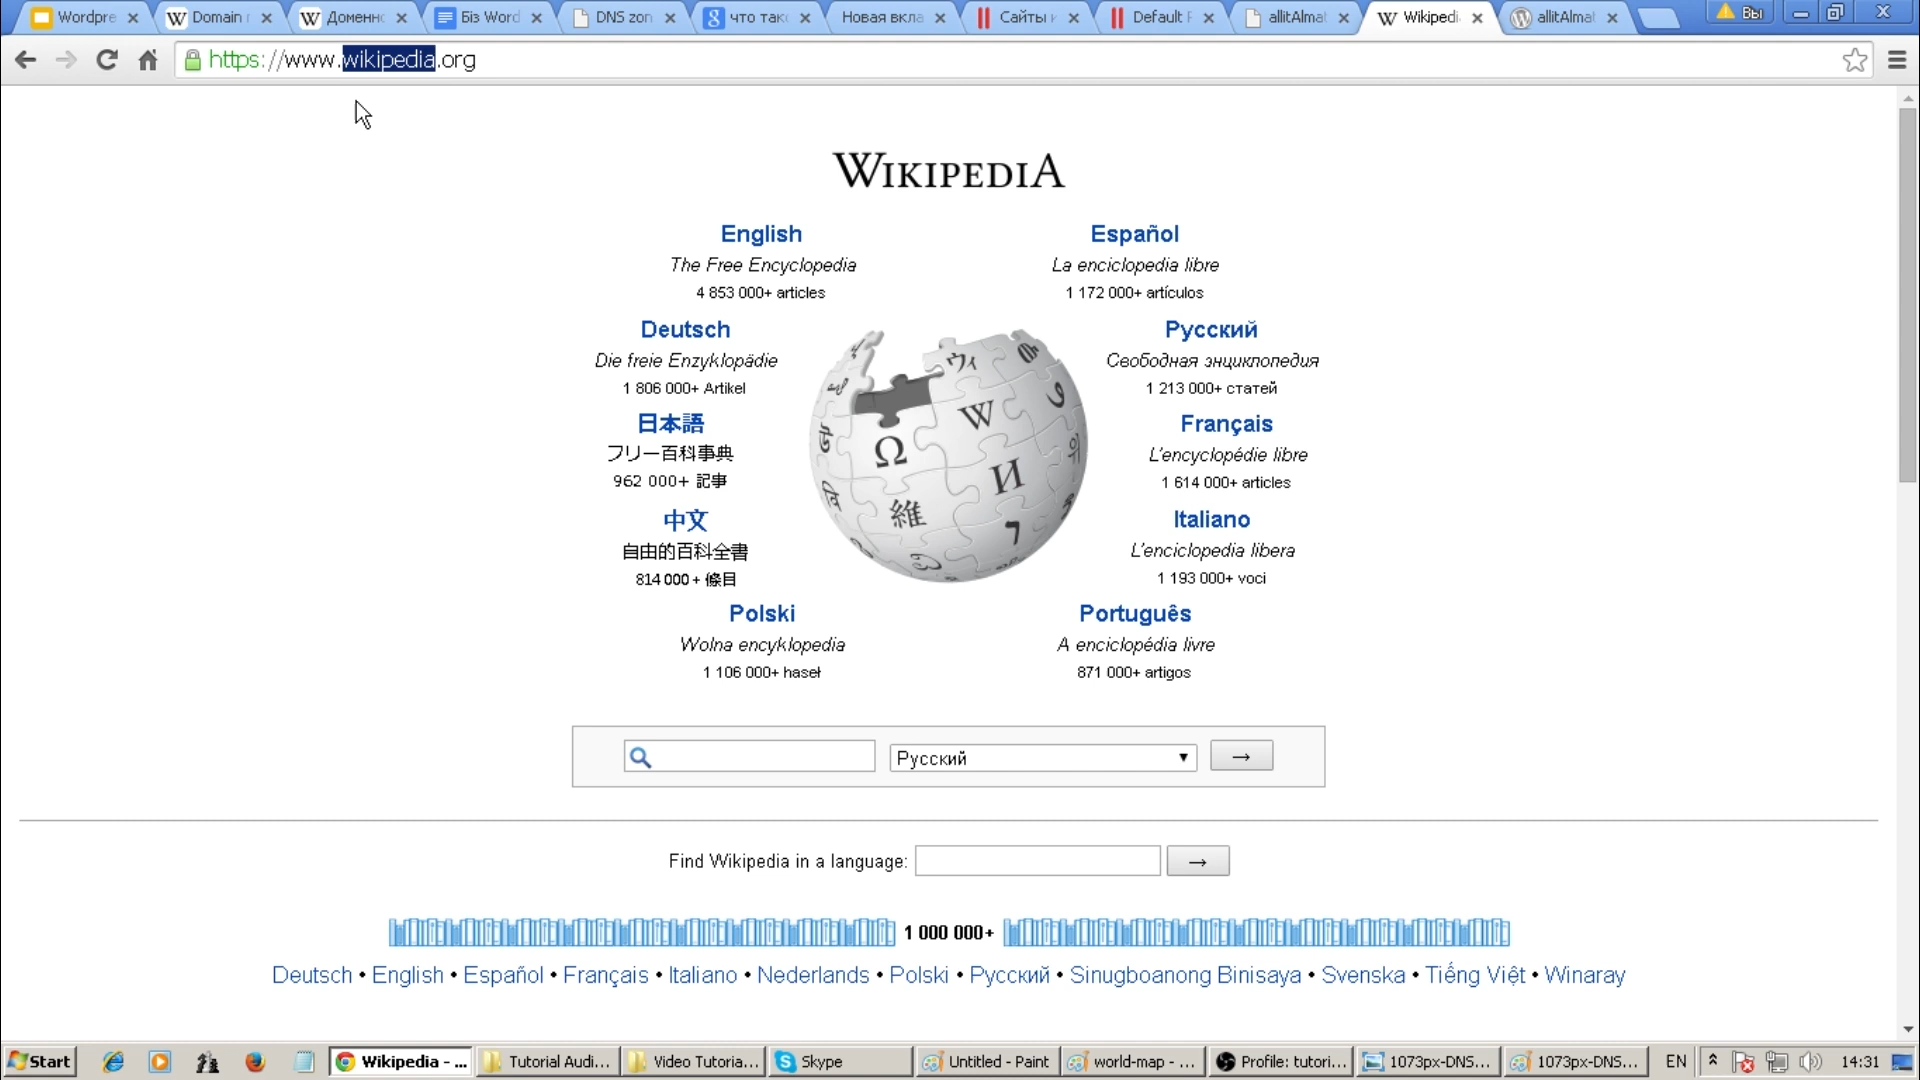 Wordpre
Domain
Доменн
Біз Word
DNS zon
что так
Новая вкла
Сайты и
Default F
allitAlmat
Wikipedi
allitAlmat
Вы
https://www.wikipedia.org
WIKIPEDIA
English
The Free Encyclopedia
4 853 000+ articles
Español
La enciclopedia libre
1 172 000+ artículos
Deutsch
Die freie Enzyklopädie
1 806 000+ Artikel
Русский
Свободная энциклопедия
1 213 000+ статей
日本語
フリー百科事典
962 000+ 記事
Français
L'encyclopédie libre
1 614 000+ articles
中文
自由的百科全書
814 000 + 條目
Italiano
L'enciclopedia libera
1 193 000+ voci
Polski
Wolna encyklopedia
1 106 000+ haseł
Português
A enciclopédia livre
871 000+ artigos
Ω W И 維
Русский →
Find Wikipedia in a language: →
1 000 000+
Deutsch • English • Español • Français • Italiano • Nederlands • Polski • Русский • Sinugboanong Binisaya • Svenska • Tiếng Việt • Winaray
Start Wikipedia - ... Tutorial Audi... Video Tutoria... Skype Untitled - Paint world-map - ... Profile: tutori... 1073px-DNS... 1073px-DNS... EN 14:31